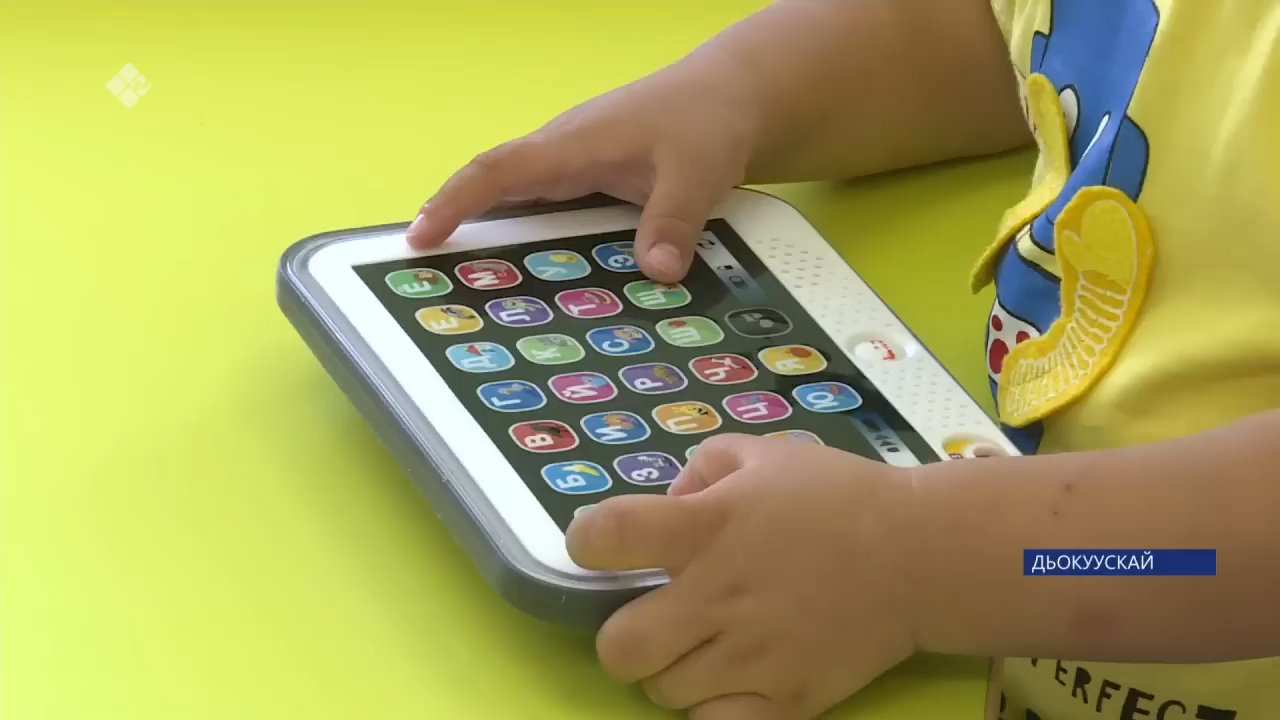 Е М У Э
Ё Л Т Щ
Д К С Ш
Г Й Р Ч Я
В И П Ц Ю
Б З
ДЬОКУУСКАЙ
PERFECT